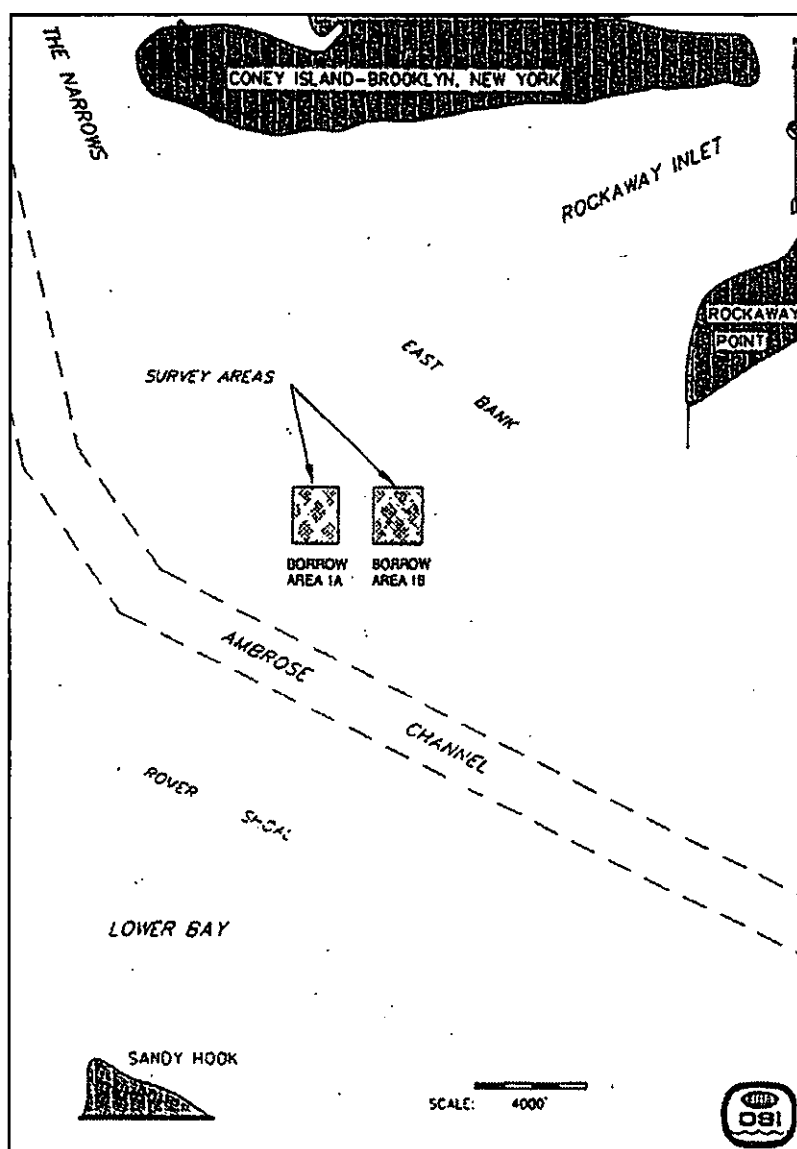 THE NARROWS
CONEY ISLAND-BROOKLYN, NEW YORK
ROCKAWAY INLET
ROCKAWAY
POINT
EAST BANK
SURVEY AREAS
BORROW
AREA 1A
BORROW
AREA 1B
AMBROSE CHANNEL
ROVER SHOAL
LOWER BAY
SANDY HOOK
SCALE: 4000'
OSI